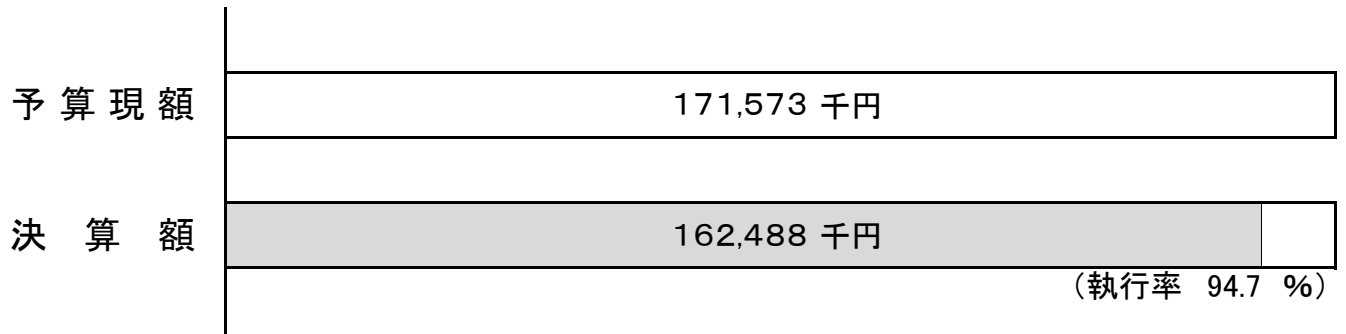 予算現額 171,573 千円
決算額 162,488 千円
（執行率 94.7 %）